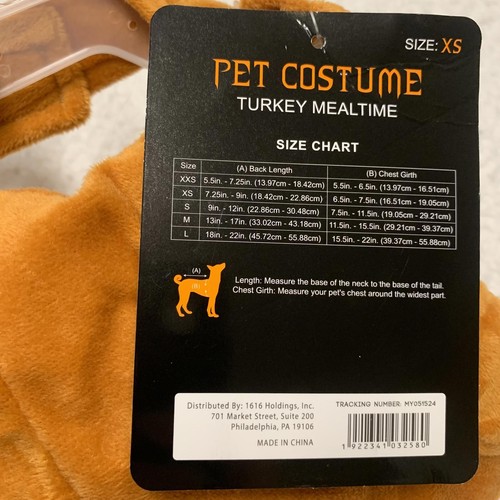 SIZE: XS
PET COSTUME
TURKEY MEALTIME
SIZE CHART
Size (A) Back Length (B) Chest Girth
XXS 5.5in. - 7.25in. (13.97cm - 18.42cm) 5.5in. - 6.5in. (13.97cm - 16.51cm)
XS 7.25in. - 9in. (18.42cm - 22.86cm) 6.5in. - 7.5in. (16.51cm - 19.05cm)
S 9in. - 12in. (22.86cm - 30.48cm) 7.5in. - 11.5in. (19.05cm - 29.21cm)
M 13in. - 17in. (33.02cm - 43.18cm) 11.5in. - 15.5in. (29.21cm - 39.37cm)
L 18in. - 22in. (45.72cm - 55.88cm) 15.5in. - 22in. (39.37cm - 55.88cm)
(A)
(B)
Length: Measure the base of the neck to the base of the tail.
Chest Girth: Measure your pet's chest around the widest part.
Distributed By: 1616 Holdings, Inc.
701 Market Street, Suite 200
Philadelphia, PA 19106
MADE IN CHINA
TRACKING NUMBER: MY051524
1 922341 032580